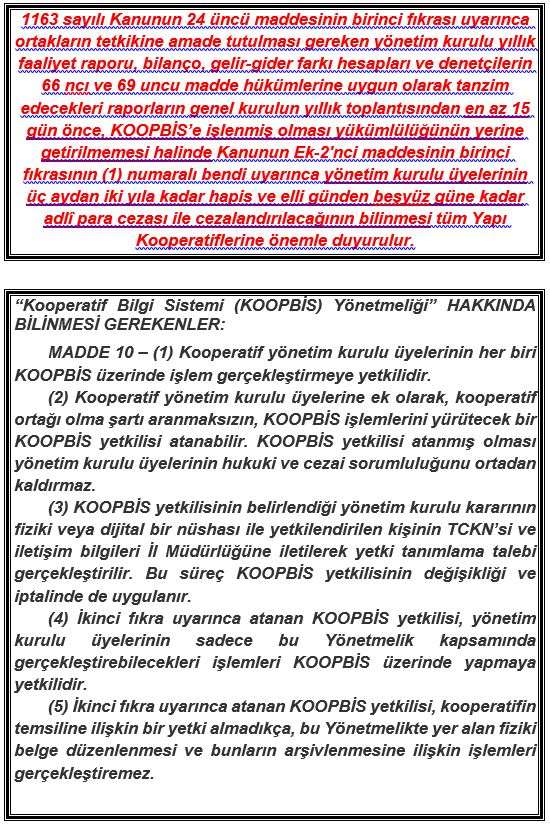 1163 sayılı Kanunun 24 üncü maddesinin birinci fıkrası uyarınca
ortakların tetkikine amade tutulması gereken yönetim kurulu yıllık
faaliyet raporu, bilanço, gelir-gider farkı hesapları ve denetçilerin
66 ncı ve 69 uncu madde hükümlerine uygun olarak tanzim
edecekleri raporların genel kurulun yıllık toplantısından en az 15
gün önce, KOOPBİS’e işlenmiş olması yükümlülüğünün yerine
getirilmemesi halinde Kanunun Ek-2'nci maddesinin birinci
fıkrasının (1) numaralı bendi uyarınca yönetim kurulu üyelerinin
üç aydan iki yıla kadar hapis ve elli günden beşyüz güne kadar
adlî para cezası ile cezalandırılacağının bilinmesi tüm Yapı
Kooperatiflerine önemle duyurulur.
“Kooperatif Bilgi Sistemi (KOOPBİS) Yönetmeliği” HAKKINDA
BİLİNMESİ GEREKENLER:
MADDE 10 – (1) Kooperatif yönetim kurulu üyelerinin her biri
KOOPBİS üzerinde işlem gerçekleştirmeye yetkilidir.
(2) Kooperatif yönetim kurulu üyelerine ek olarak, kooperatif
ortağı olma şartı aranmaksızın, KOOPBİS işlemlerini yürütecek bir
KOOPBİS yetkilisi atanabilir. KOOPBİS yetkilisi atanmış olması
yönetim kurulu üyelerinin hukuki ve cezai sorumluluğunu ortadan
kaldırmaz.
(3) KOOPBİS yetkilisinin belirlendiği yönetim kurulu kararının
fiziki veya dijital bir nüshası ile yetkilendirilen kişinin TCKN’si ve
iletişim bilgileri İl Müdürlüğüne iletilerek yetki tanımlama talebi
gerçekleştirilir. Bu süreç KOOPBİS yetkilisinin değişikliği ve
iptalinde de uygulanır.
(4) İkinci fıkra uyarınca atanan KOOPBİS yetkilisi, yönetim
kurulu üyelerinin sadece bu Yönetmelik kapsamında
gerçekleştirebilecekleri işlemleri KOOPBİS üzerinde yapmaya
yetkilidir.
(5) İkinci fıkra uyarınca atanan KOOPBİS yetkilisi, kooperatifin
temsiline ilişkin bir yetki almadıkça, bu Yönetmelikte yer alan fiziki
belge düzenlenmesi ve bunların arşivlenmesine ilişkin işlemleri
gerçekleştiremez.